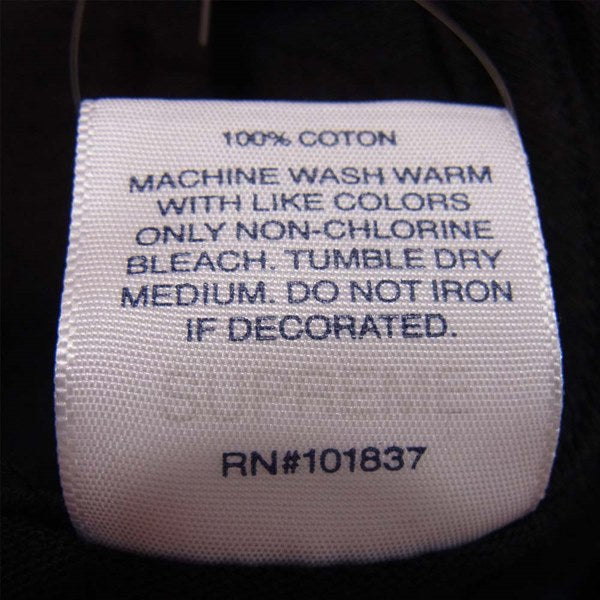 100% COTON
MACHINE WASH WARM
WITH LIKE COLORS
ONLY NON-CHLORINE
BLEACH. TUMBLE DRY
MEDIUM. DO NOT IRON
IF DECORATED.
SUPREME
RN#101837